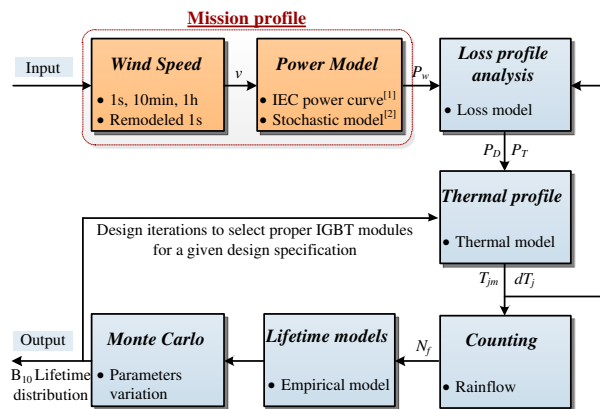 Mission profile
Input
Wind Speed
• 1s, 10min, 1h
• Remodeled 1s
v
Power Model
• IEC power curve[1]
• Stochastic model[2]
Pw
Loss profile
analysis
• Loss model
PD PT
Thermal profile
• Thermal model
Design iterations to select proper IGBT modules
for a given design specification
Tjm dTj
Output
B10 Lifetime
distribution
Monte Carlo
• Parameters
variation
Lifetime models
• Empirical model
Nf
Counting
• Rainflow